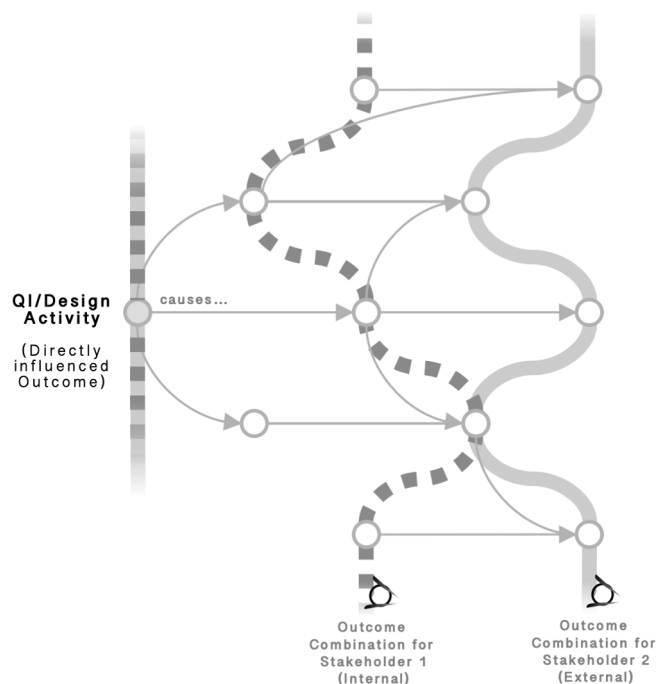 causes...
QI/Design
Activity
(Directly
influenced
Outcome)
Outcome
Combination for
Stakeholder 1
(Internal)
Outcome
Combination for
Stakeholder 2
(External)